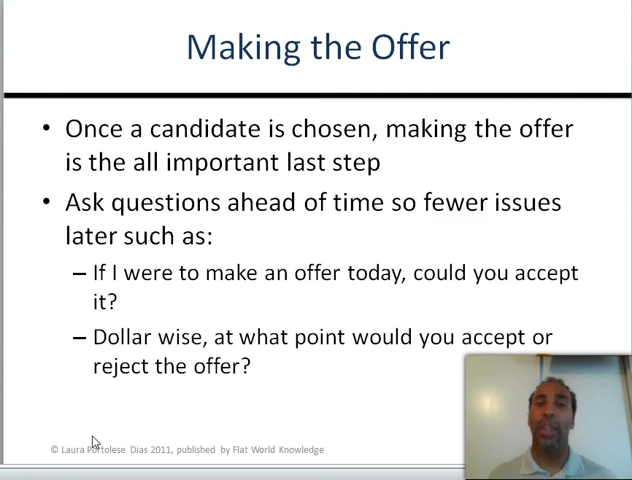 Making the Offer
• Once a candidate is chosen, making the offer
is the all important last step
• Ask questions ahead of time so fewer issues
later such as:
– If I were to make an offer today, could you accept
it?
– Dollar wise, at what point would you accept or
reject the offer?
© Laura Portolese Dias 2011, published by Flat World Knowledge